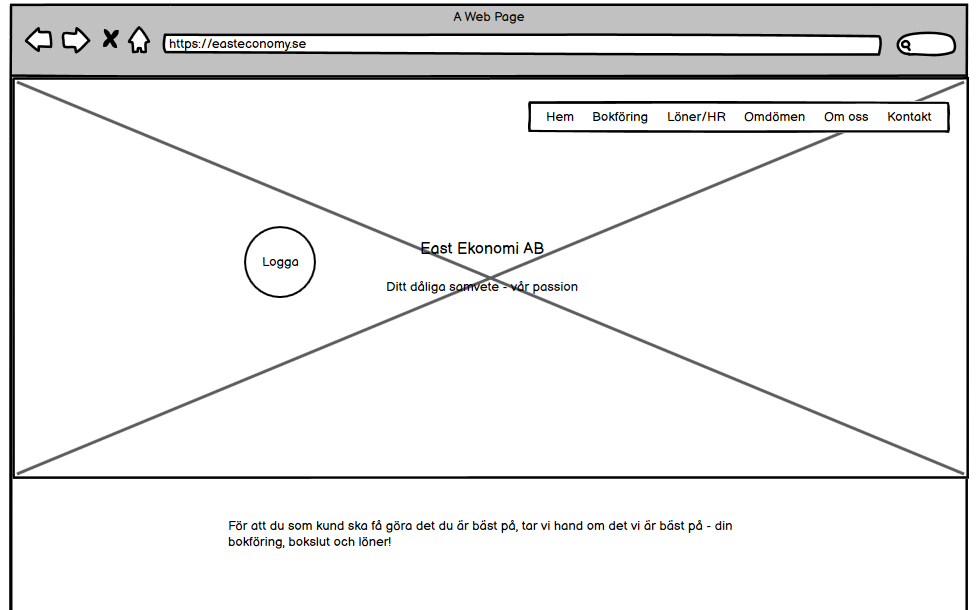 A Web Page
https://easteconomy.se
Hem Bokföring Löner/HR Omdömen Om oss Kontakt
East Ekonomi AB
Logga
Ditt dåliga samvete - vår passion
För att du som kund ska få göra det du är bäst på, tar vi hand om det vi är bäst på - din
bokföring, bokslut och löner!